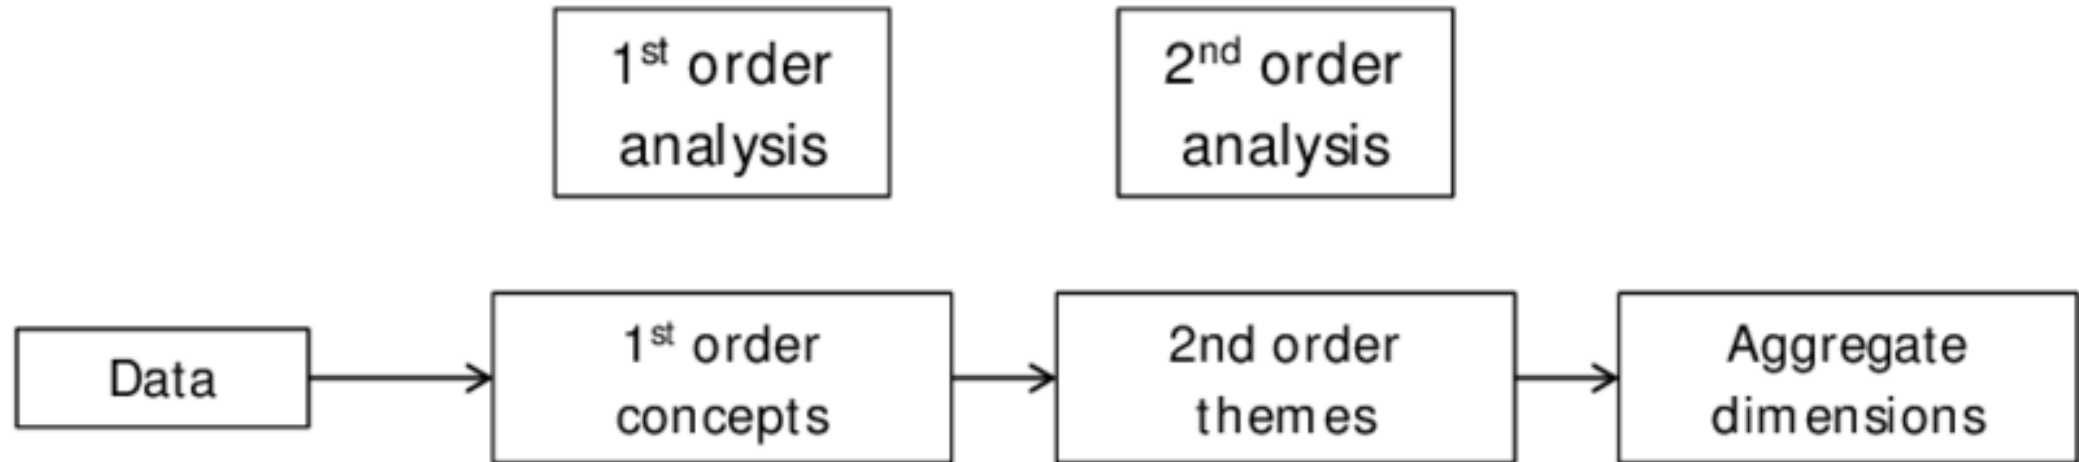 1st order
analysis
2nd order
analysis
Data
1st order
concepts
2nd order
themes
Aggregate
dimensions